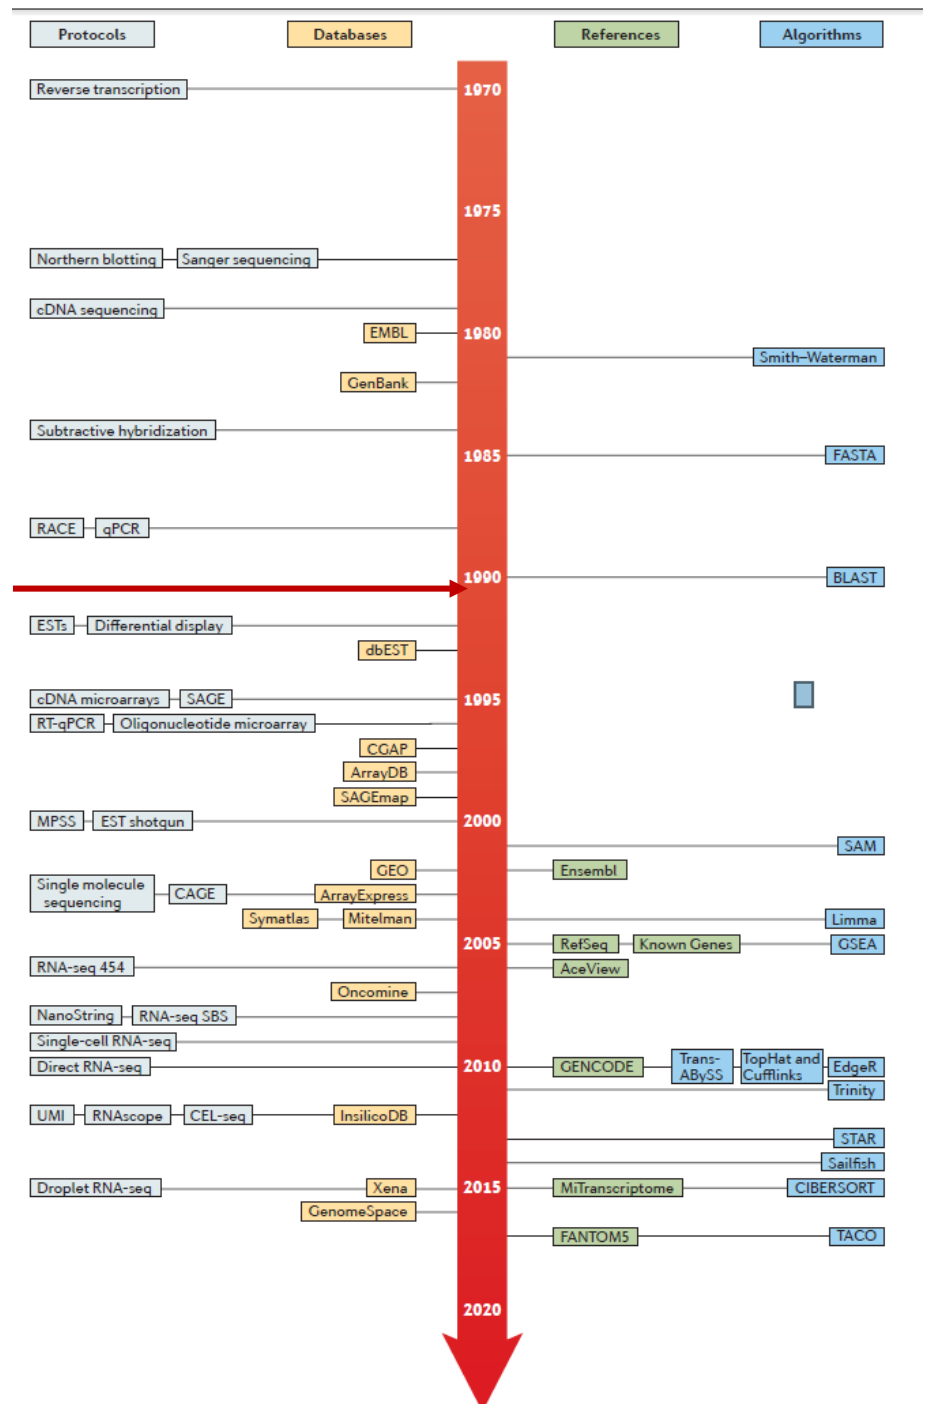 Protocols
Databases
References
Algorithms
Reverse transcription
1970
1975
Northern blotting
Sanger sequencing
cDNA sequencing
EMBL
1980
Smith–Waterman
GenBank
Subtractive hybridization
1985
FASTA
RACE
qPCR
1990
BLAST
ESTs
Differential display
dbEST
cDNA microarrays
SAGE
1995
RT-qPCR
Oligonucleotide microarray
CGAP
ArrayDB
SAGEmap
MPSS
EST shotgun
2000
SAM
GEO
Ensembl
Single molecule
sequencing
CAGE
ArrayExpress
Symatlas
Mitelman
Limma
2005
RefSeq
Known Genes
GSEA
RNA-seq 454
AceView
Oncomine
NanoString
RNA-seq SBS
Single-cell RNA-seq
Direct RNA-seq
2010
GENCODE
Trans-
ABySS
TopHat and
Cufflinks
EdgeR
Trinity
UMI
RNAscope
CEL-seq
InsilicoDB
STAR
Sailfish
Droplet RNA-seq
Xena
2015
MiTranscriptome
CIBERSORT
GenomeSpace
FANTOM5
TACO
2020